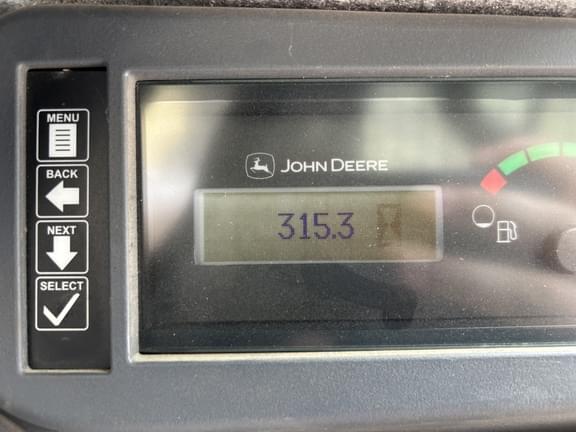 MENU
BACK
NEXT
SELECT
JOHN DEERE
315.3